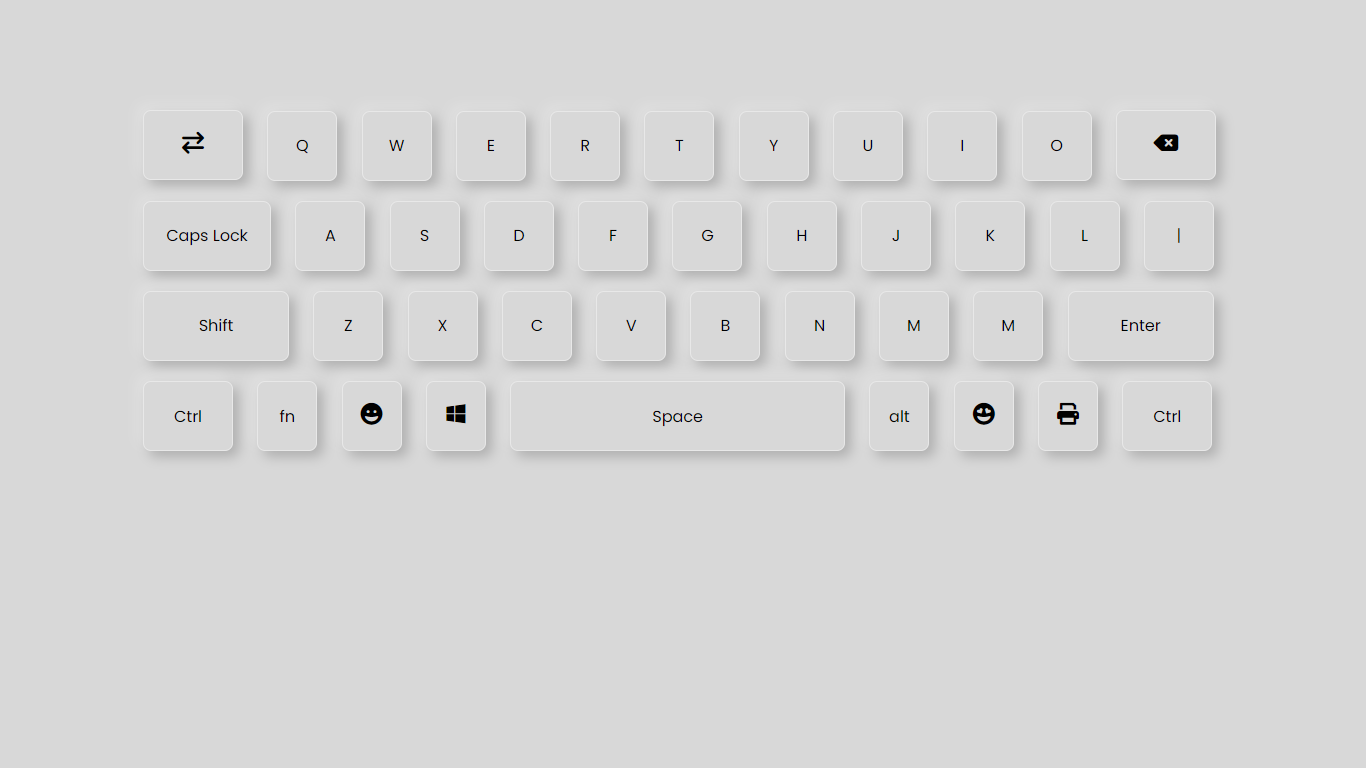 Q W E R T Y U I O
Caps Lock A S D F G H J K L |
Shift Z X C V B N M M Enter
Ctrl fn Space alt Ctrl